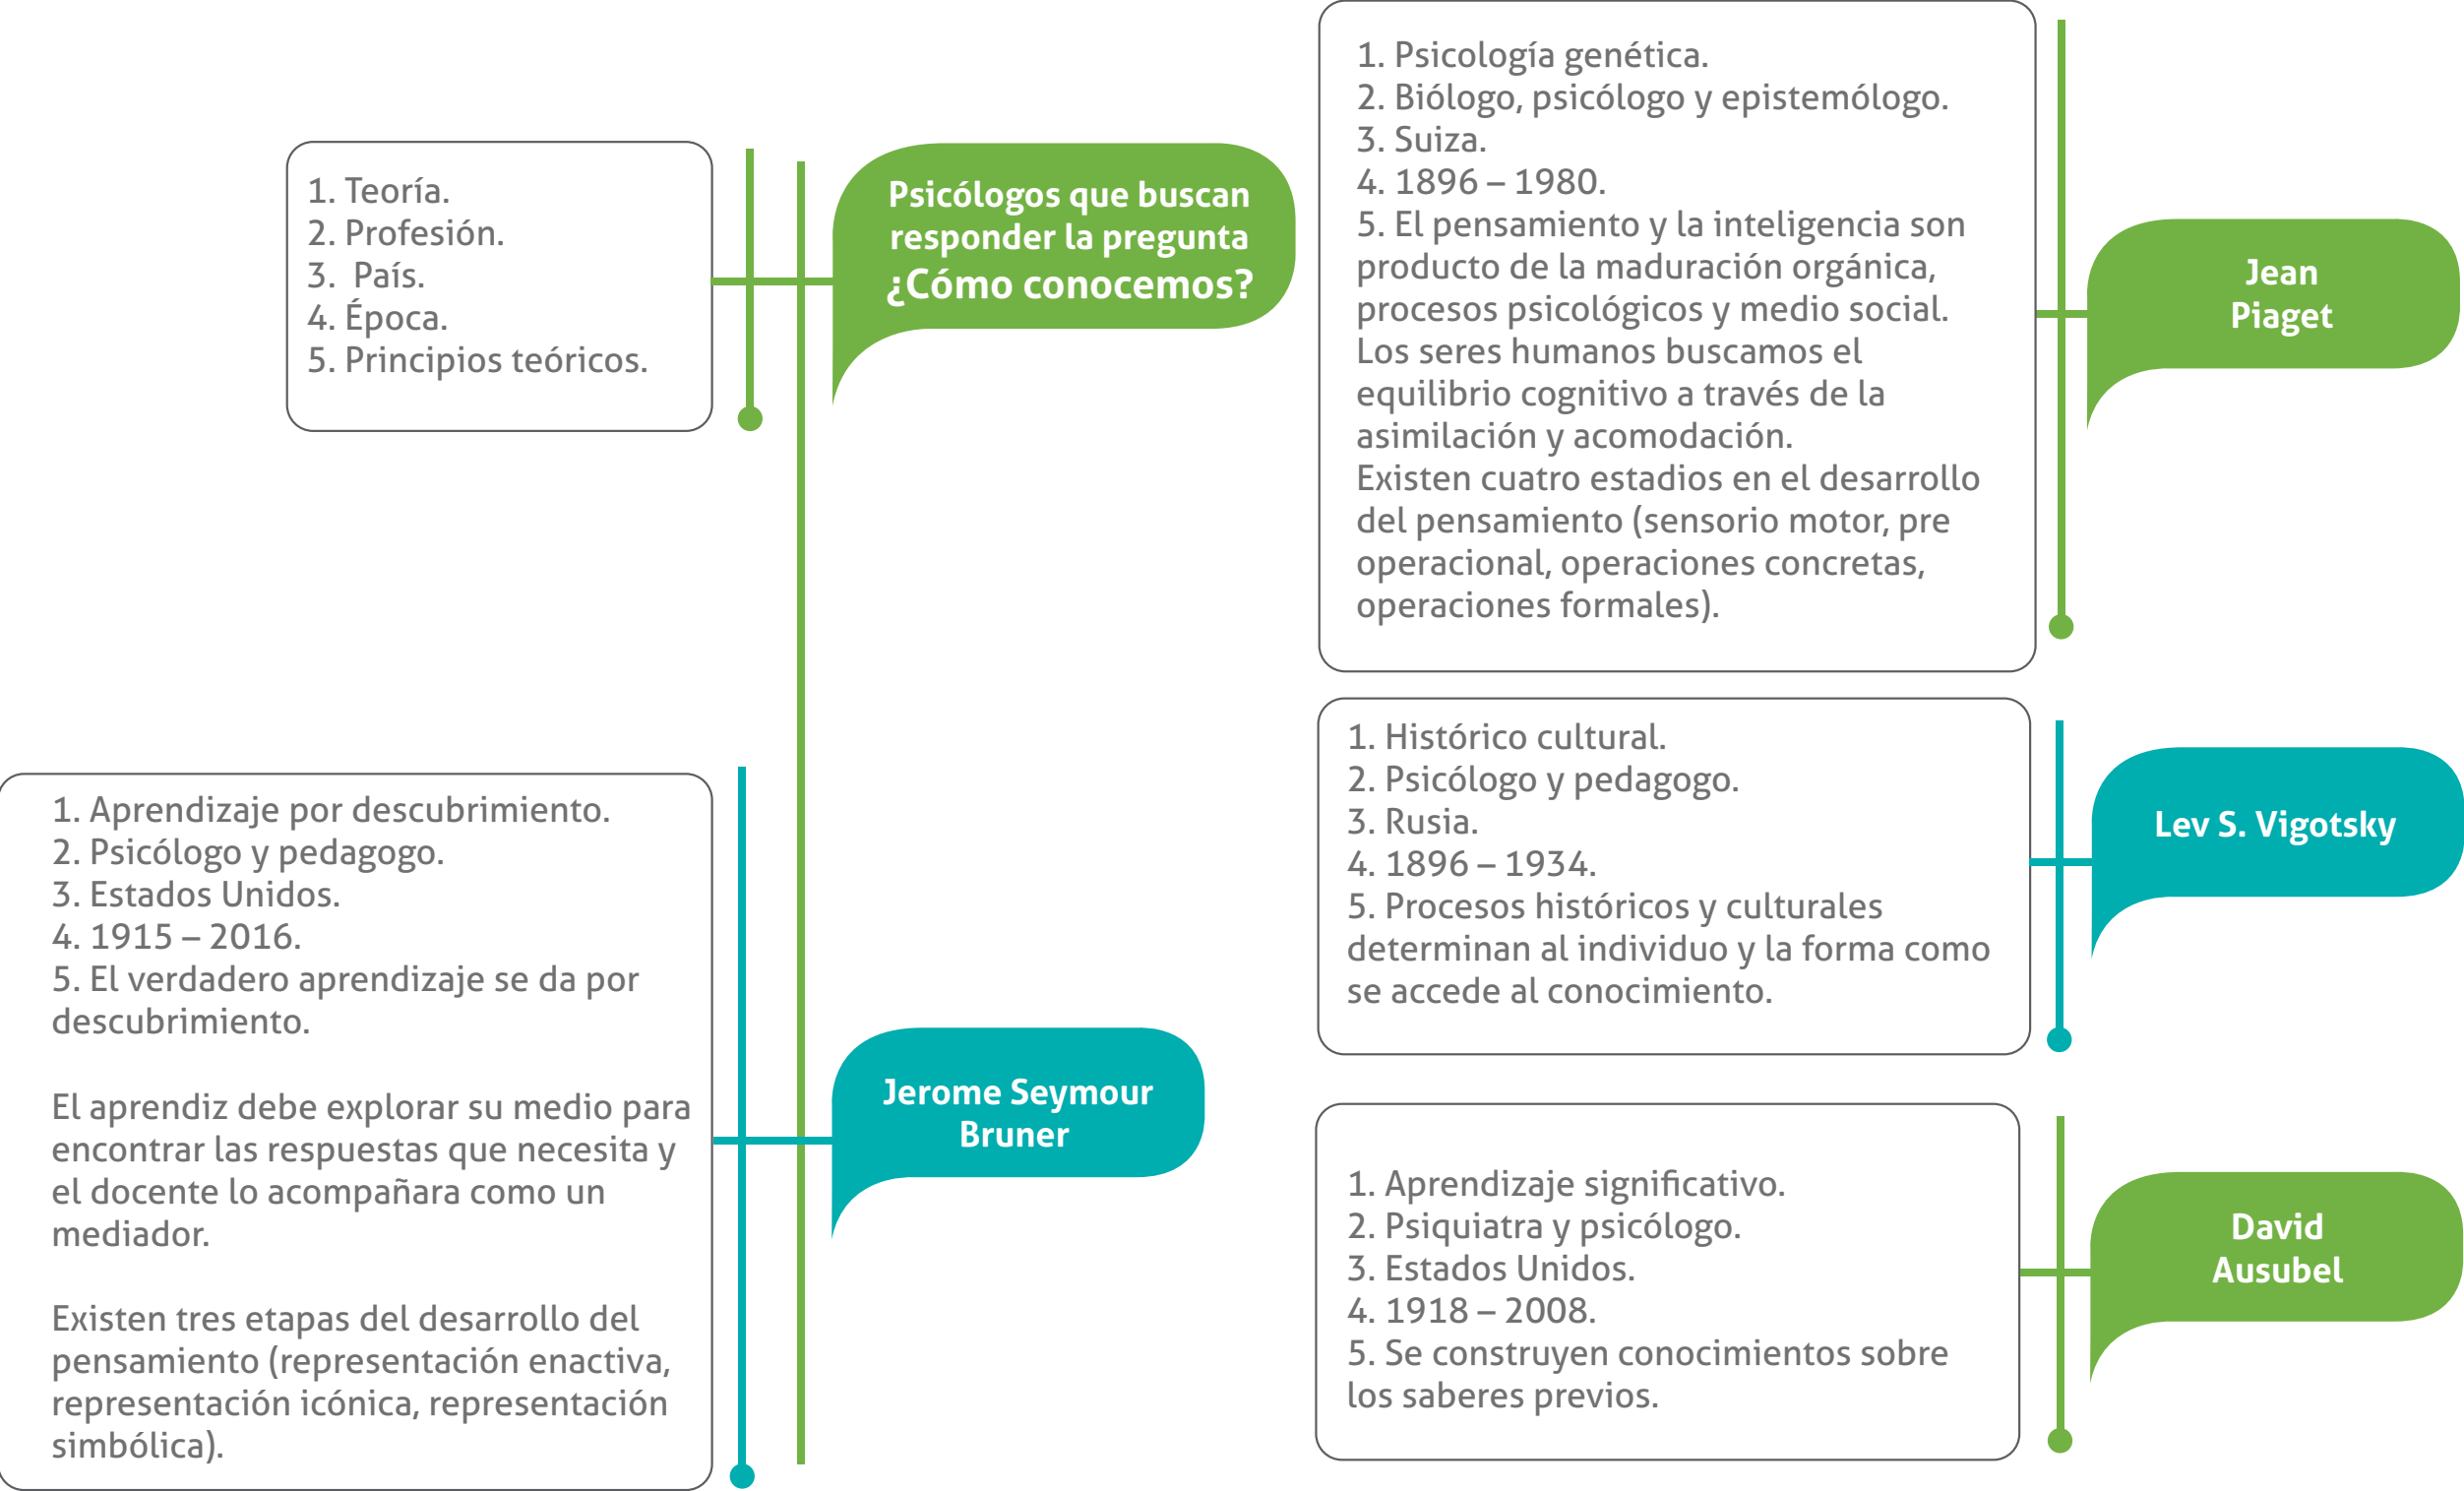 1. Teoría.
2. Profesión.
3.  País.
4. Época.
5. Principios teóricos.
Psicólogos que buscan
responder la pregunta
¿Cómo conocemos?
1. Psicología genética.
2. Biólogo, psicólogo y epistemólogo.
3. Suiza.
4. 1896 – 1980.
5. El pensamiento y la inteligencia son
producto de la maduración orgánica,
procesos psicológicos y medio social.
Los seres humanos buscamos el
equilibrio cognitivo a través de la
asimilación y acomodación.
Existen cuatro estadios en el desarrollo
del pensamiento (sensorio motor, pre
operacional, operaciones concretas,
operaciones formales).
Jean
Piaget
1. Histórico cultural.
2. Psicólogo y pedagogo.
3. Rusia.
4. 1896 – 1934.
5. Procesos históricos y culturales
determinan al individuo y la forma como
se accede al conocimiento.
Lev S. Vigotsky
1. Aprendizaje por descubrimiento.
2. Psicólogo y pedagogo.
3. Estados Unidos.
4. 1915 – 2016.
5. El verdadero aprendizaje se da por
descubrimiento.
El aprendiz debe explorar su medio para
encontrar las respuestas que necesita y
el docente lo acompañara como un
mediador.
Existen tres etapas del desarrollo del
pensamiento (representación enactiva,
representación icónica, representación
simbólica).
Jerome Seymour
Bruner
1. Aprendizaje significativo.
2. Psiquiatra y psicólogo.
3. Estados Unidos.
4. 1918 – 2008.
5. Se construyen conocimientos sobre
los saberes previos.
David
Ausubel